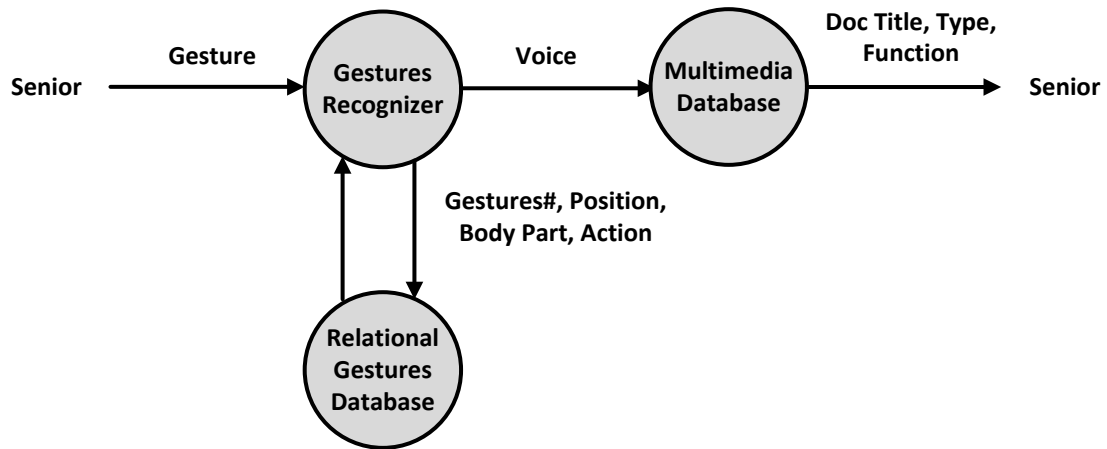 Senior
Gesture
Gestures
Recognizer
Voice
Multimedia
Database
Doc Title, Type,
Function
Senior
Gestures#, Position,
Body Part, Action
Relational
Gestures
Database